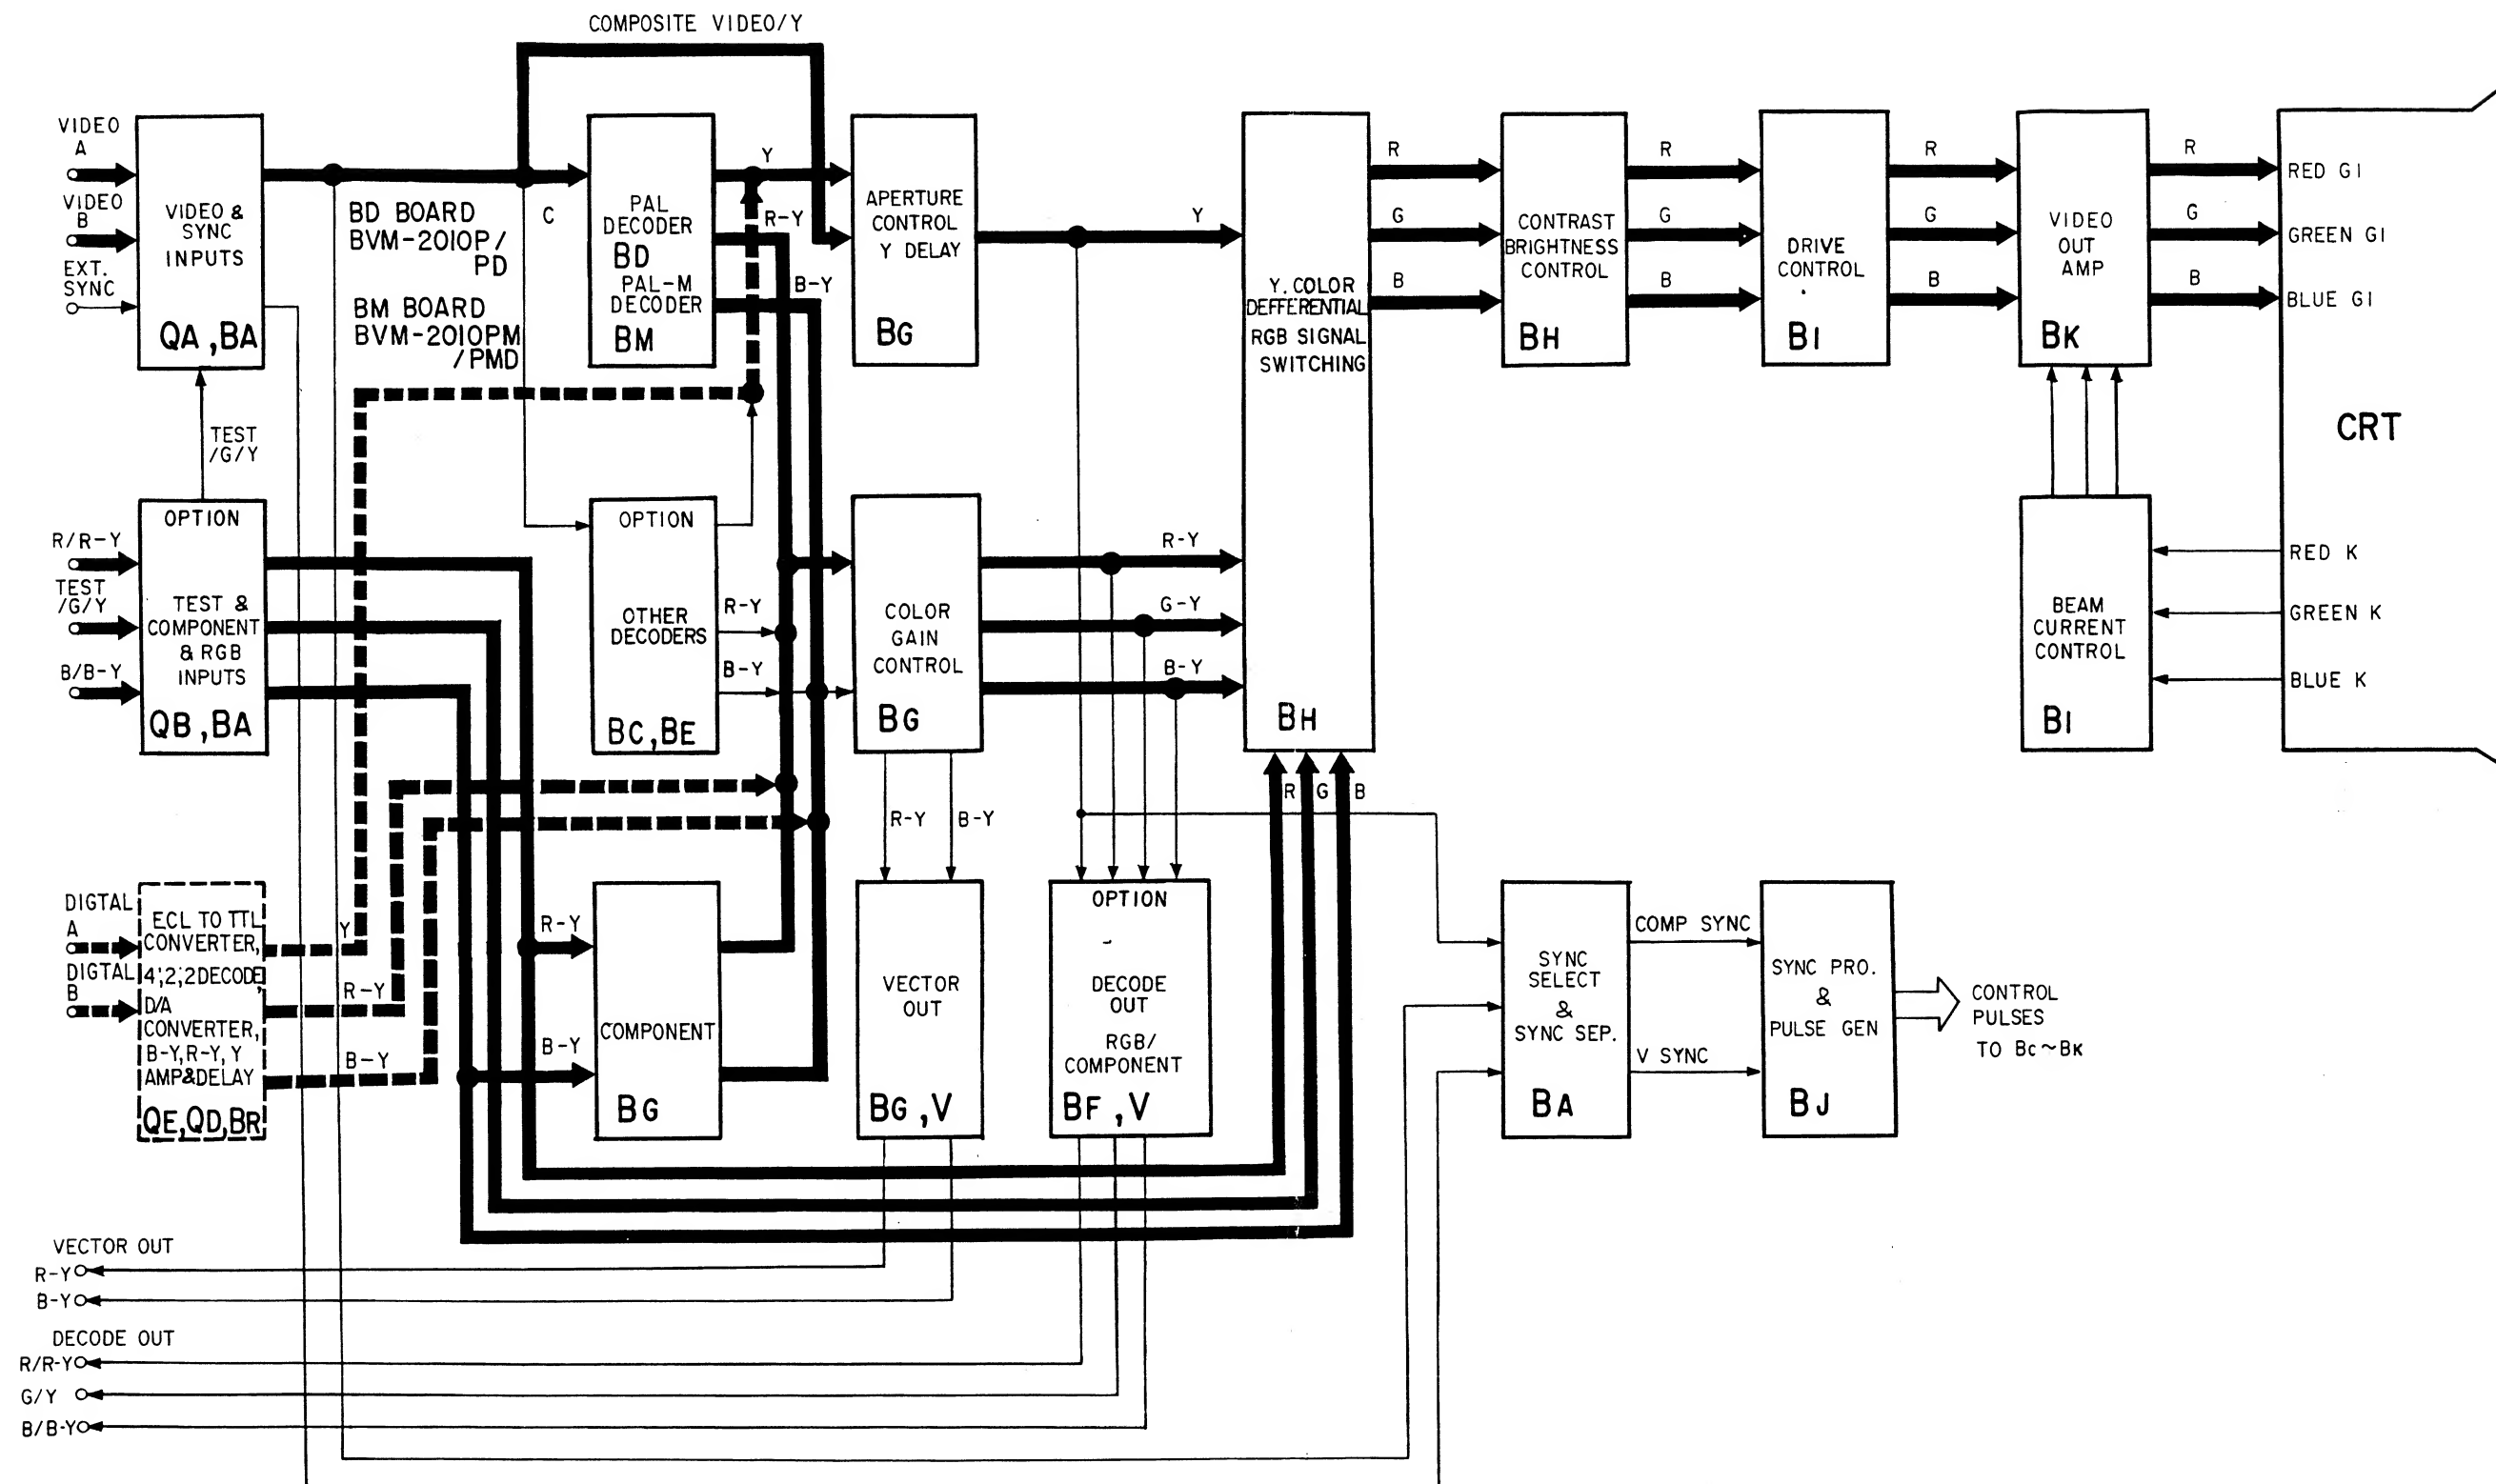 COMPOSITE VIDEO/Y
VIDEO
A
VIDEO
B
EXT.
SYNC
VIDEO &
SYNC
INPUTS
QA,BA
BD BOARD
BVM-2010P/
PD
BM BOARD
BVM-2010PM
/PMD
C
PAL
DECODER
BD
PAL-M
DECODER
BM
Y
R-Y
B-Y
APERTURE
CONTROL
Y DELAY
BG
Y
Y. COLOR
DEFFERENTIAL
RGB SIGNAL
SWITCHING
BH
R
G
B
CONTRAST
BRIGHTNESS
CONTROL
BH
R
G
B
DRIVE
CONTROL
BI
R
G
B
VIDEO
OUT
AMP
BK
R
G
B
RED G1
GREEN G1
BLUE G1
CRT
TEST
/G/Y
R/R-Y
TEST
/G/Y
B/B-Y
OPTION
TEST &
COMPONENT
& RGB
INPUTS
QB,BA
OPTION
OTHER
DECODERS
BC,BE
R-Y
B-Y
COLOR
GAIN
CONTROL
BG
R-Y
G-Y
B-Y
BEAM
CURRENT
CONTROL
BI
RED K
GREEN K
BLUE K
R-Y
B-Y
R
G
B
DIGTAL
A
DIGTAL
B
ECL TO TTL
CONVERTER,
4;2;2DECODE,
D/A
CONVERTER,
B-Y,R-Y,Y
AMP&DELAY
QE,QD,BR
Y
R-Y
B-Y
R-Y
B-Y
COMPONENT
BG
VECTOR
OUT
BG,V
OPTION
DECODE
OUT
RGB/
COMPONENT
BF,V
SYNC
SELECT
&
SYNC SEP.
BA
COMP SYNC
V SYNC
SYNC PRO.
&
PULSE GEN
BJ
CONTROL
PULSES
TO BC~BK
VECTOR OUT
R-Y
B-Y
DECODE OUT
R/R-Y
G/Y
B/B-Y